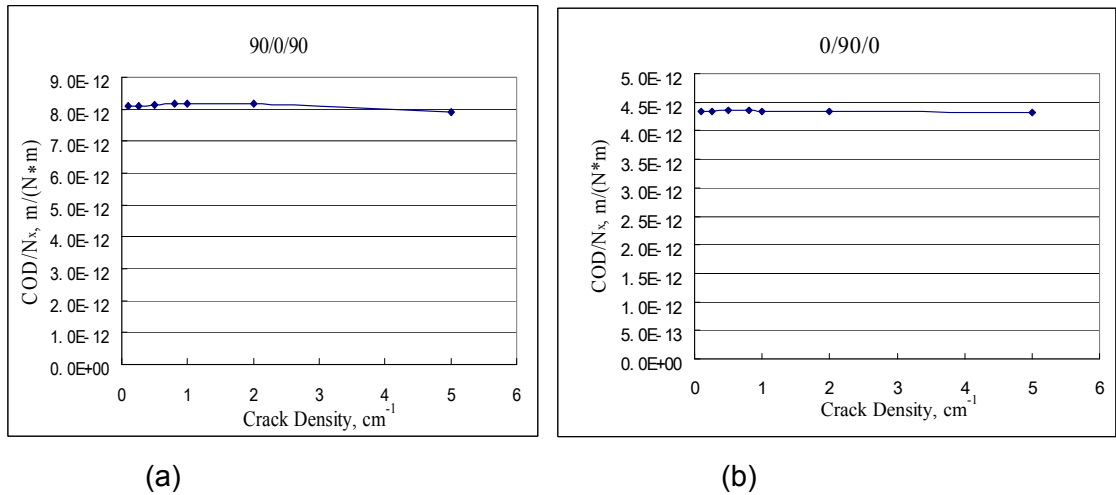 90/0/90
COD/Nx, m/(N*m)
9.0E-12
8.0E-12
7.0E-12
6.0E-12
5.0E-12
4.0E-12
3.0E-12
2.0E-12
1.0E-12
0.0E+00
0 1 2 3 4 5 6
Crack Density, cm-1
(a)
0/90/0
COD/Nx, m/(N*m)
5.0E-12
4.5E-12
4.0E-12
3.5E-12
3.0E-12
2.5E-12
2.0E-12
1.5E-12
1.0E-12
5.0E-13
0.0E+00
0 1 2 3 4 5 6
Crack Density, cm-1
(b)